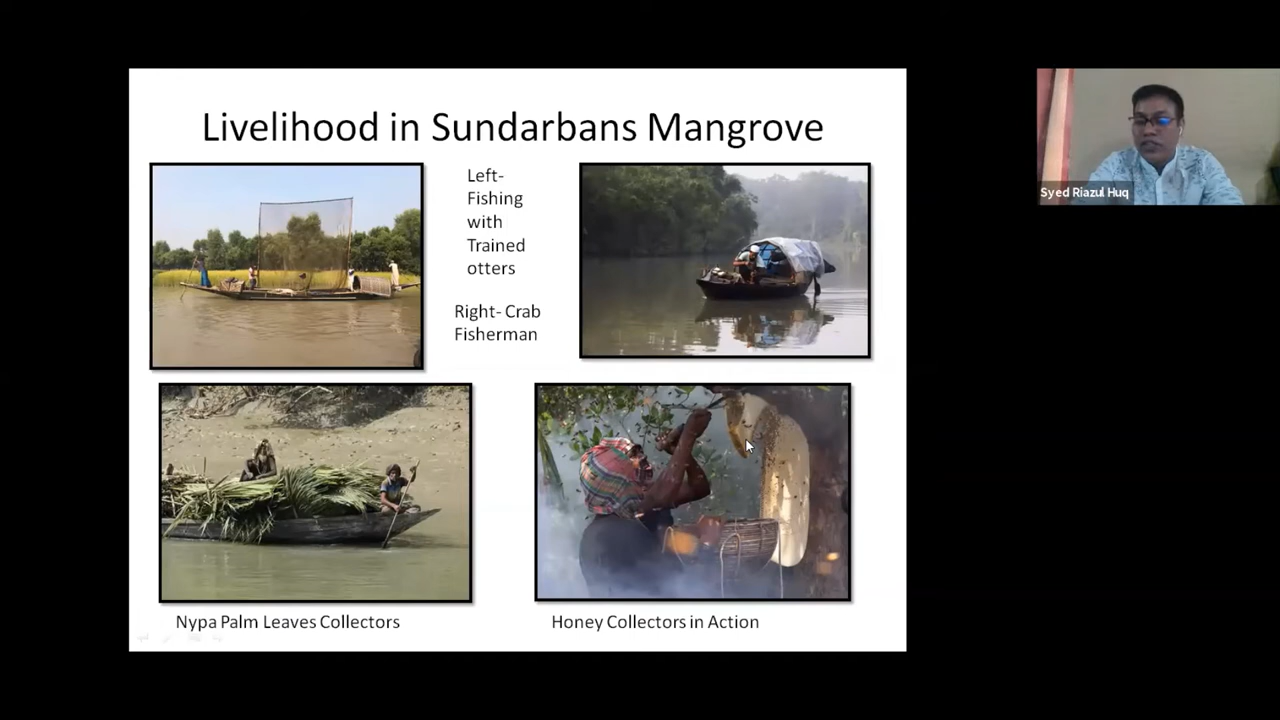 Livelihood in Sundarbans Mangrove
Left-
Fishing
with
Trained
otters
Right- Crab
Fisherman
Syed Riazul Huq
Nypa Palm Leaves Collectors
Honey Collectors in Action